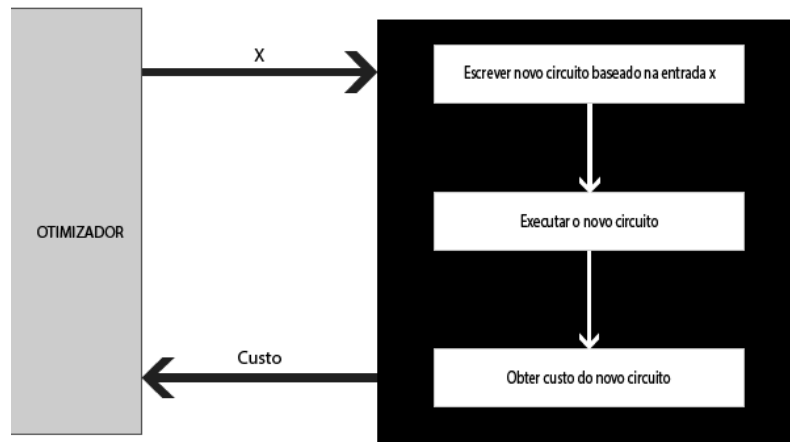 X
Escrever novo circuito baseado na entrada x
OTIMIZADOR
Executar o novo circuito
Custo
Obter custo do novo circuito